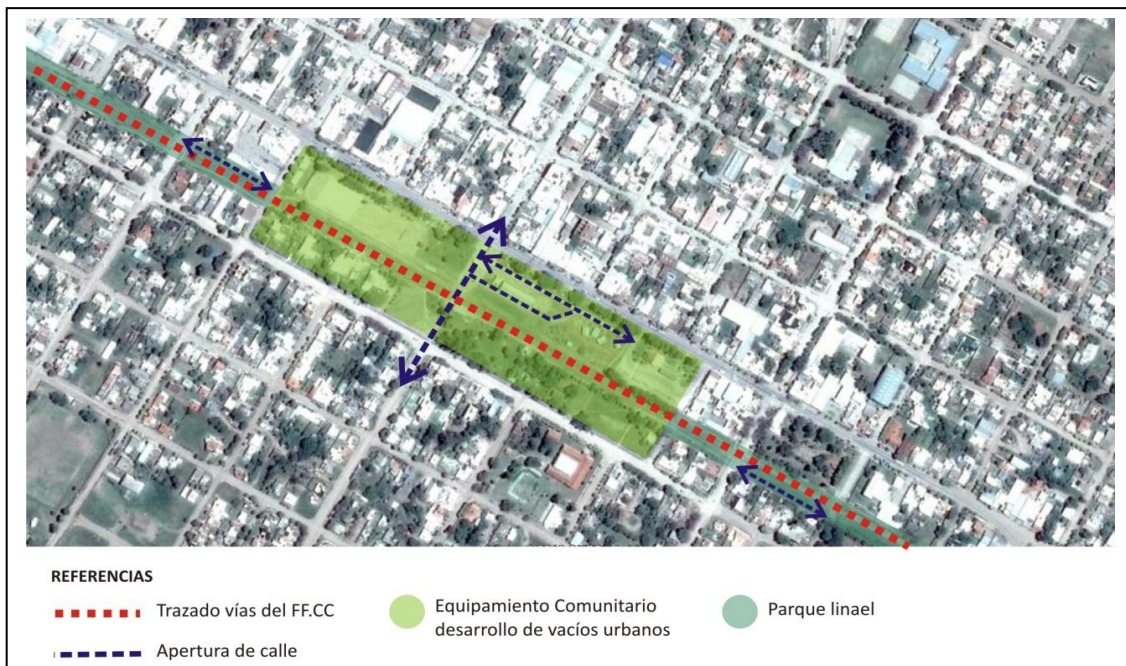 REFERENCIAS
Trazado vías del FF.CC
Apertura de calle
Equipamiento Comunitario
desarrollo de vacíos urbanos
Parque linael